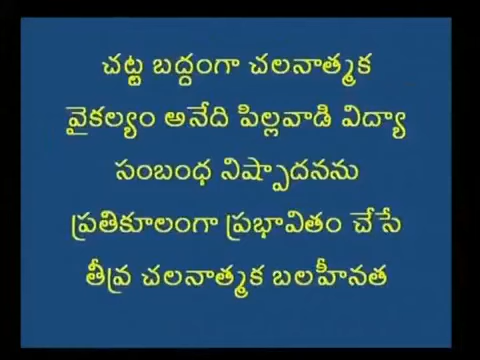 చట్ట బద్దంగా చలనాత్మక
వైకల్యం అనేది పిల్లవాడి విద్యా
సంబంధ నిష్పాదనను
ప్రతికూలంగా ప్రభావితం చేసే
తీవ్ర చలనాత్మక బలహీనత